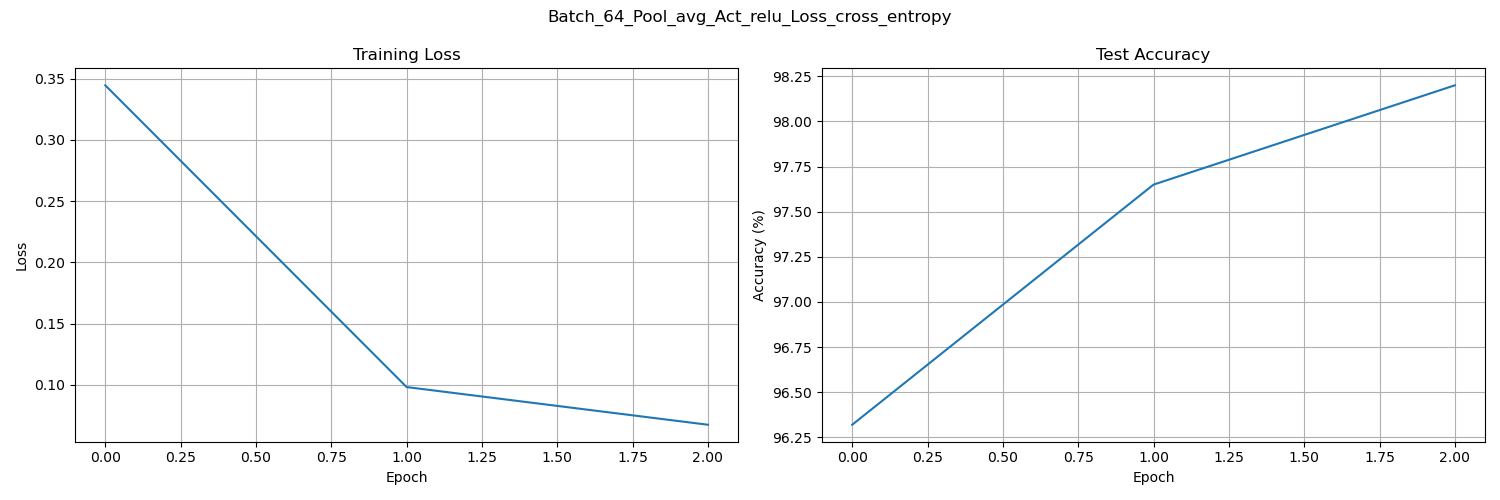 Batch_64_Pool_avg_Act_relu_Loss_cross_entropy
Training Loss
0.35
0.30
0.25
0.20
0.15
0.10
Loss
0.00 0.25 0.50 0.75 1.00 1.25 1.50 1.75 2.00
Epoch
Test Accuracy
98.25
98.00
97.75
97.50
97.25
97.00
96.75
96.50
96.25
Accuracy (%)
0.00 0.25 0.50 0.75 1.00 1.25 1.50 1.75 2.00
Epoch